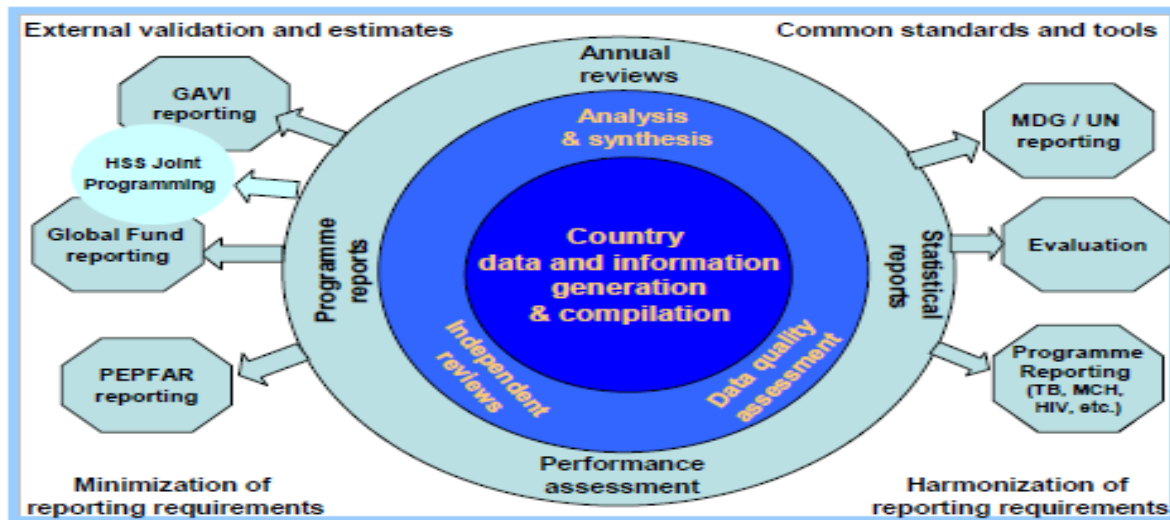 External validation and estimates
Common standards and tools
Annual
reviews
GAVI
reporting
Analysis
& synthesis
MDG / UN
reporting
HSS Joint
Programming
Global Fund
reporting
Country
data and information
generation
& compilation
Programme
reports
Statistical
reports
Evaluation
Independent
reviews
Data quality
assessment
PEPFAR
reporting
Programme
Reporting
(TB, MCH,
HIV, etc.)
Performance
assessment
Minimization of
reporting requirements
Harmonization of
reporting requirements